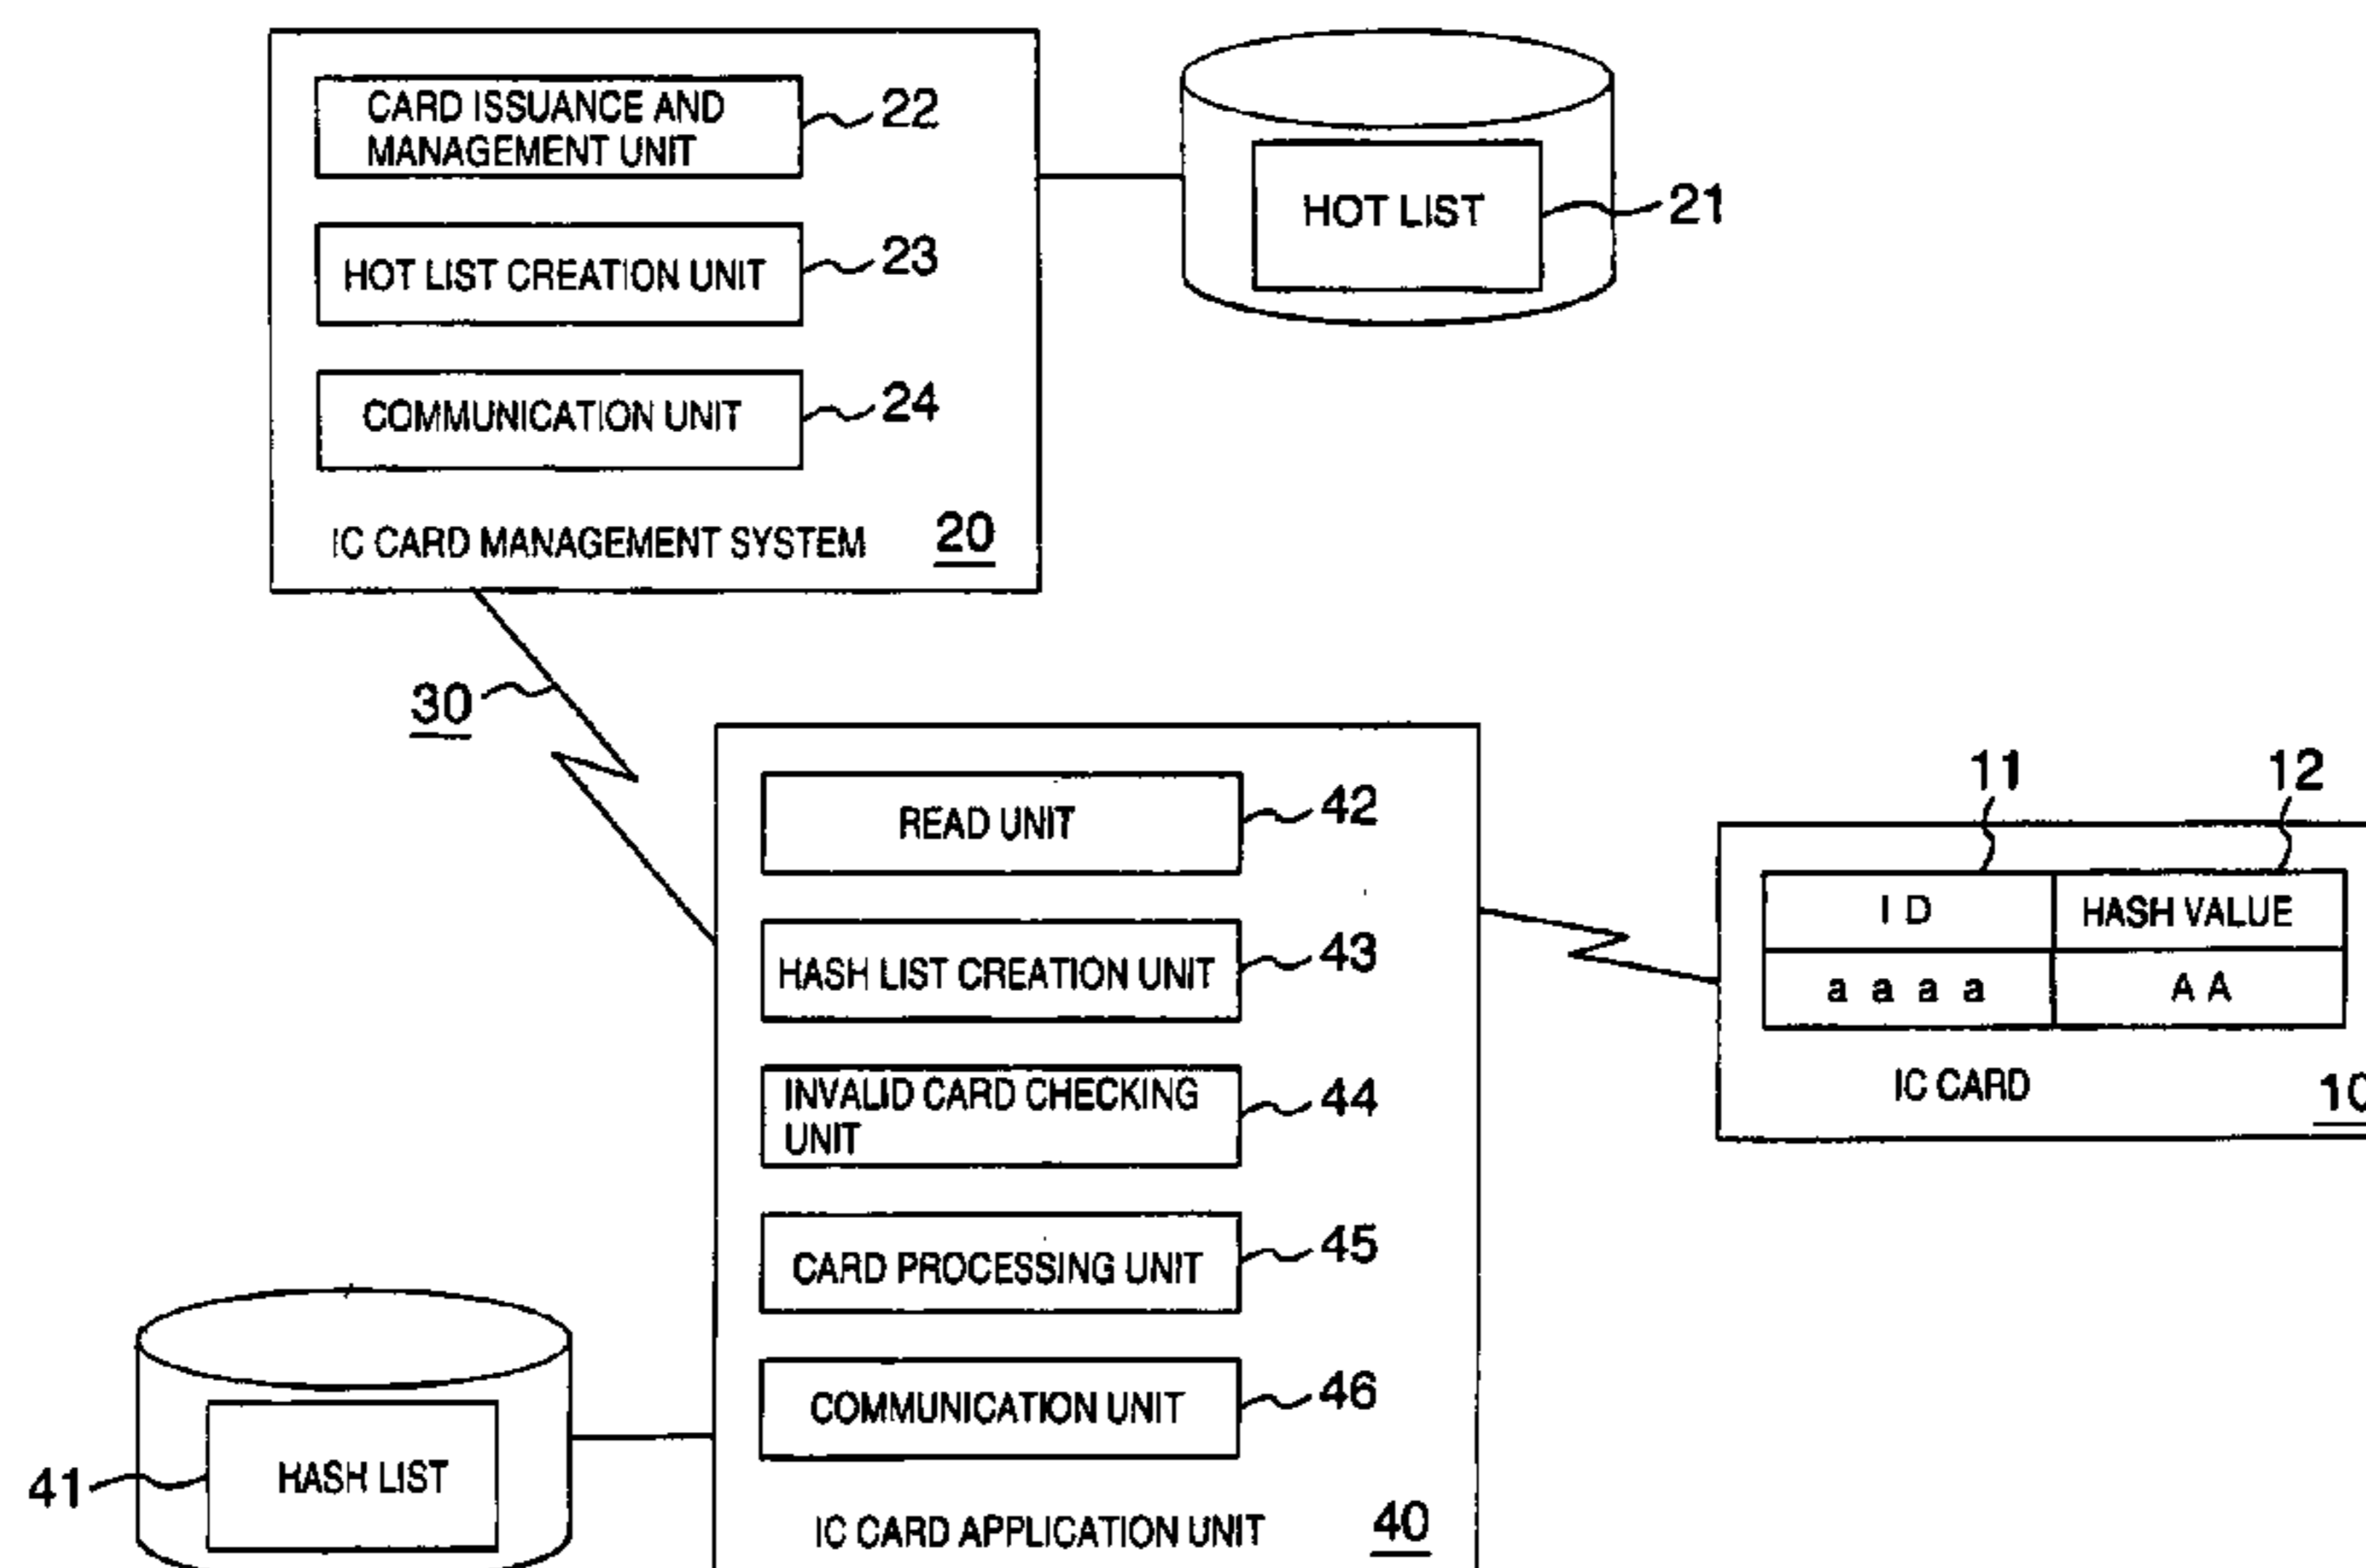 CARD ISSUANCE AND
MANAGEMENT UNIT
22
HOT LIST CREATION UNIT
23
COMMUNICATION UNIT
24
IC CARD MANAGEMENT SYSTEM
20
HOT LIST
21
30
READ UNIT
42
HASH LIST CREATION UNIT
43
INVALID CARD CHECKING
UNIT
44
CARD PROCESSING UNIT
45
COMMUNICATION UNIT
46
IC CARD APPLICATION UNIT
40
11
12
ID
HASH VALUE
a a a a
A A
IC CARD
10
41
HASH LIST